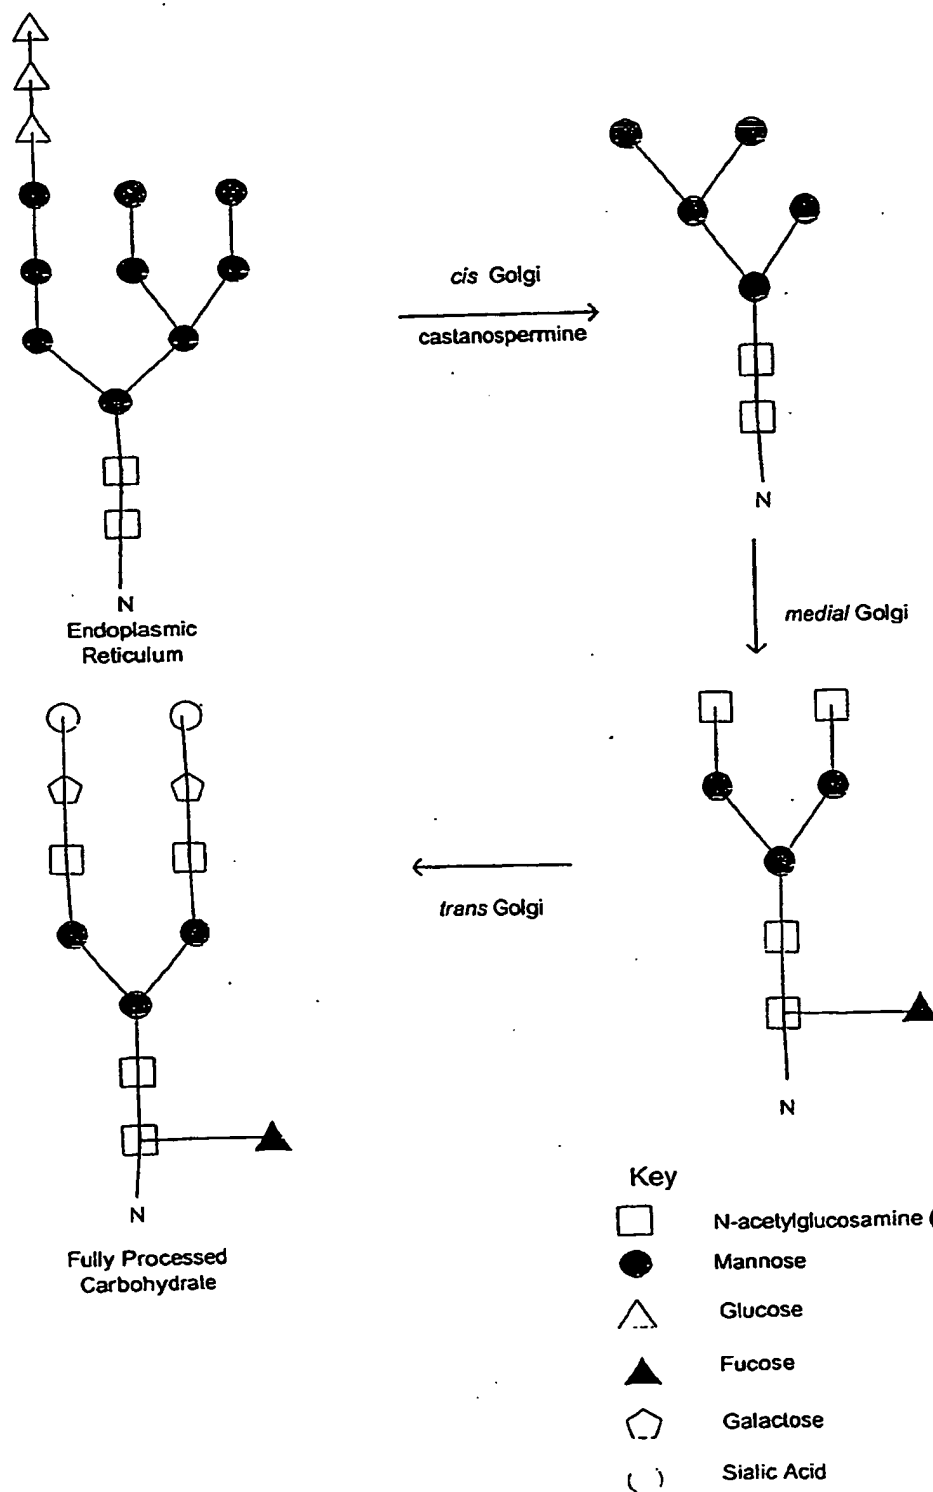 cis Golgi
castanospermine
N
N
Endoplasmic
Reticulum
medial Golgi
trans Golgi
N
N
Fully Processed
Carbohydrate
Key
N-acetylglucosamine (
Mannose
Glucose
Fucose
Galactose
Sialic Acid